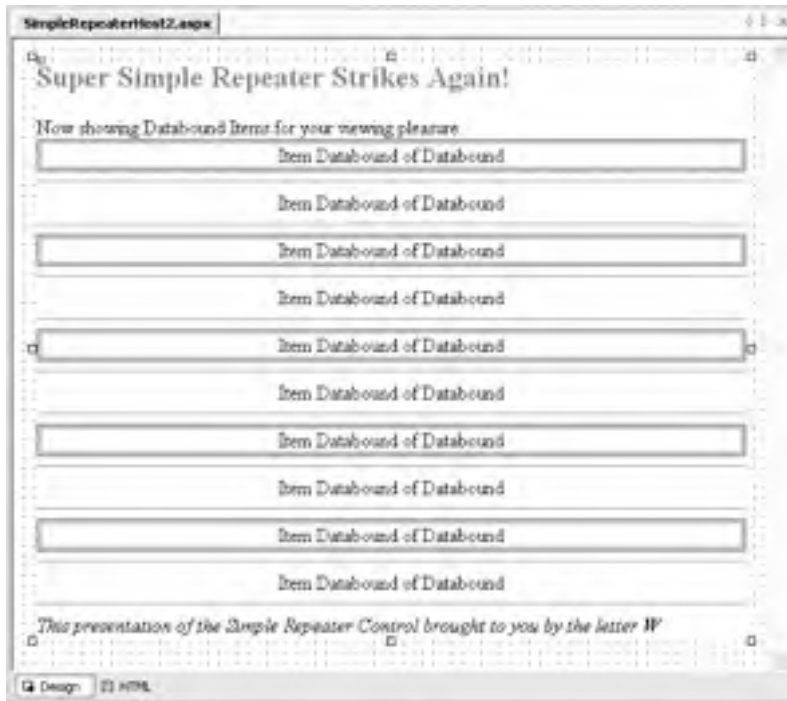 SimpleRepeaterHost2.aspx
Super Simple Repeater Strikes Again!
Now showing Databound Items for your viewing pleasure
Item Databound of Databound
Item Databound of Databound
Item Databound of Databound
Item Databound of Databound
Item Databound of Databound
Item Databound of Databound
Item Databound of Databound
Item Databound of Databound
Item Databound of Databound
Item Databound of Databound
This presentation of the Simple Repeater Control brought to you by the letter W
Design HTML